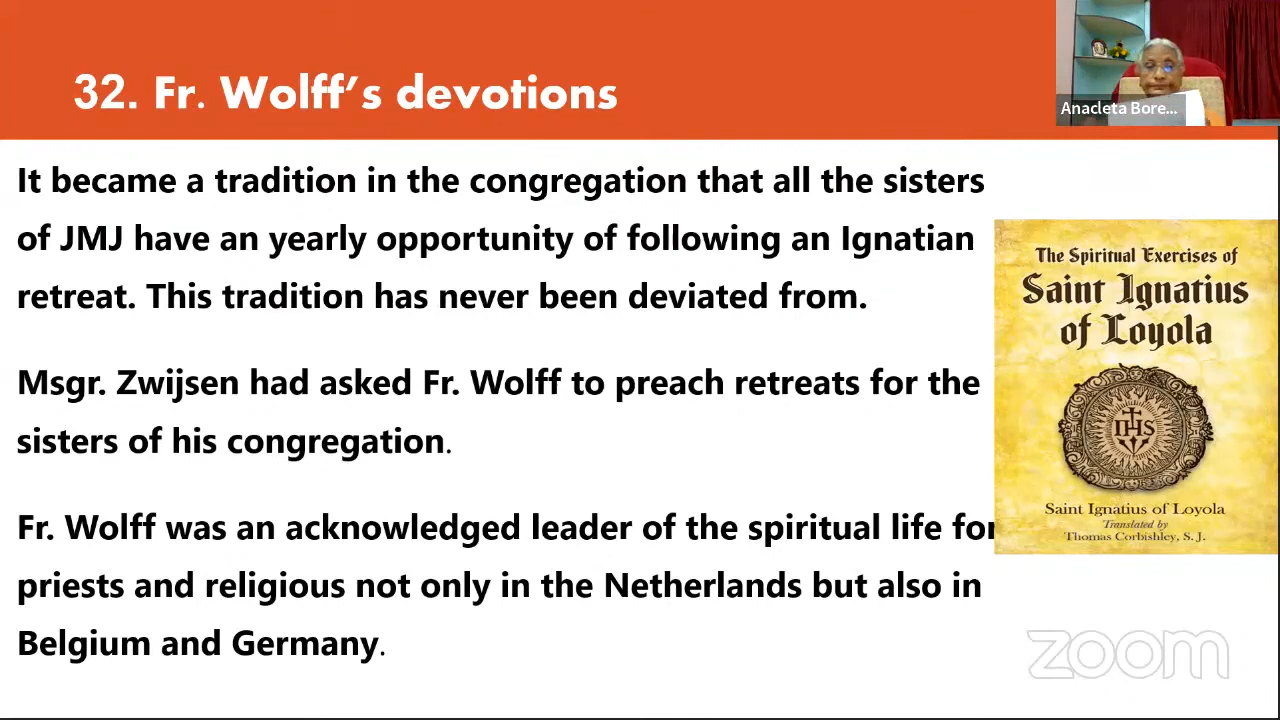 32. Fr. Wolff's devotions
Anacleta Bore...
It became a tradition in the congregation that all the sisters
of JMJ have an yearly opportunity of following an Ignatian
retreat. This tradition has never been deviated from.
Msgr. Zwijsen had asked Fr. Wolff to preach retreats for the
sisters of his congregation.
Fr. Wolff was an acknowledged leader of the spiritual life for
priests and religious not only in the Netherlands but also in
Belgium and Germany.
The Spiritual Exercises of
Saint Ignatius
of Loyola
IHS
Saint Ignatius of Loyola
Translated by
Thomas Corbishley, S. J.
zoom